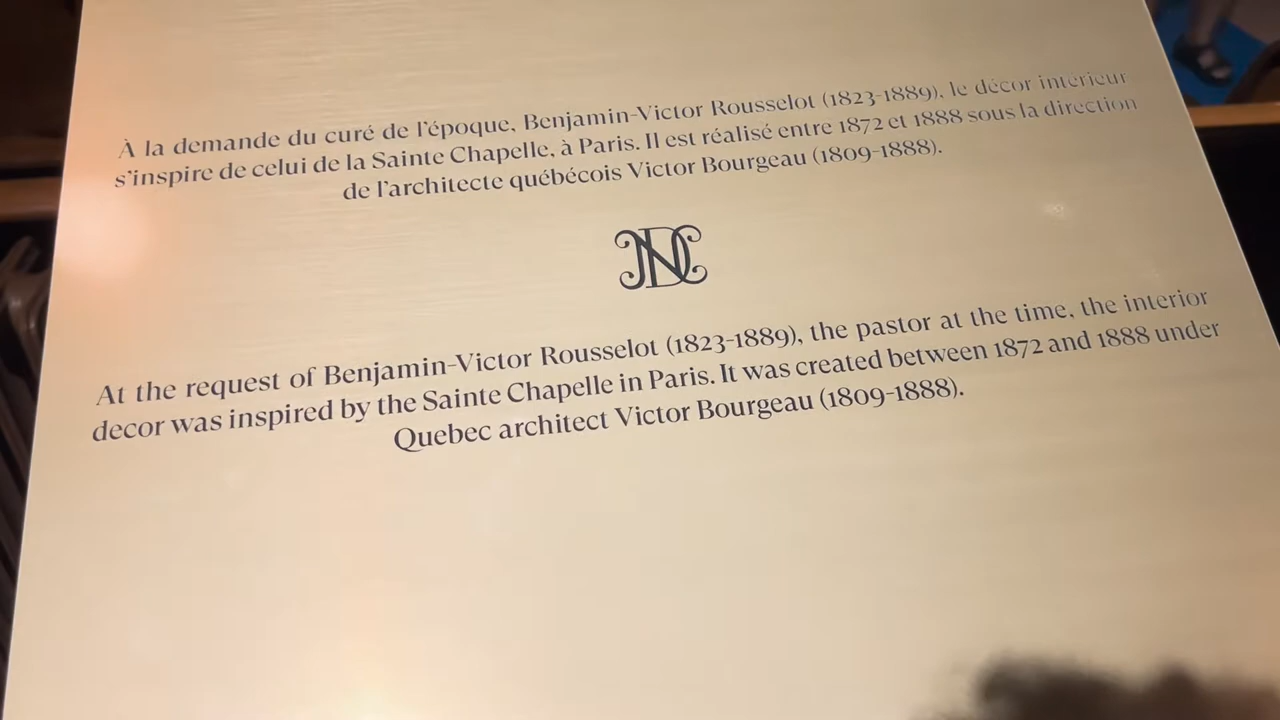 À la demande du curé de l'époque, Benjamin-Victor Rousselot (1823-1889), le décor intérieur
s'inspire de celui de la Sainte Chapelle, à Paris. Il est réalisé entre 1872 et 1888 sous la direction
de l'architecte québécois Victor Bourgeau (1809-1888).
At the request of Benjamin-Victor Rousselot (1823-1889), the pastor at the time, the interior
decor was inspired by the Sainte Chapelle in Paris. It was created between 1872 and 1888 under
Quebec architect Victor Bourgeau (1809-1888).